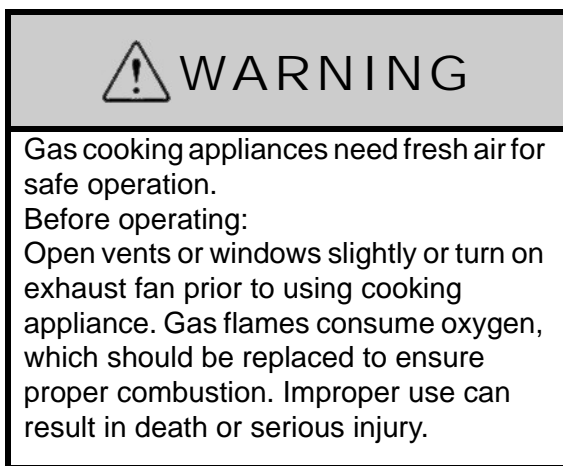 WARNING
Gas cooking appliances need fresh air for
safe operation.
Before operating:
Open vents or windows slightly or turn on
exhaust fan prior to using cooking
appliance. Gas flames consume oxygen,
which should be replaced to ensure
proper combustion. Improper use can
result in death or serious injury.